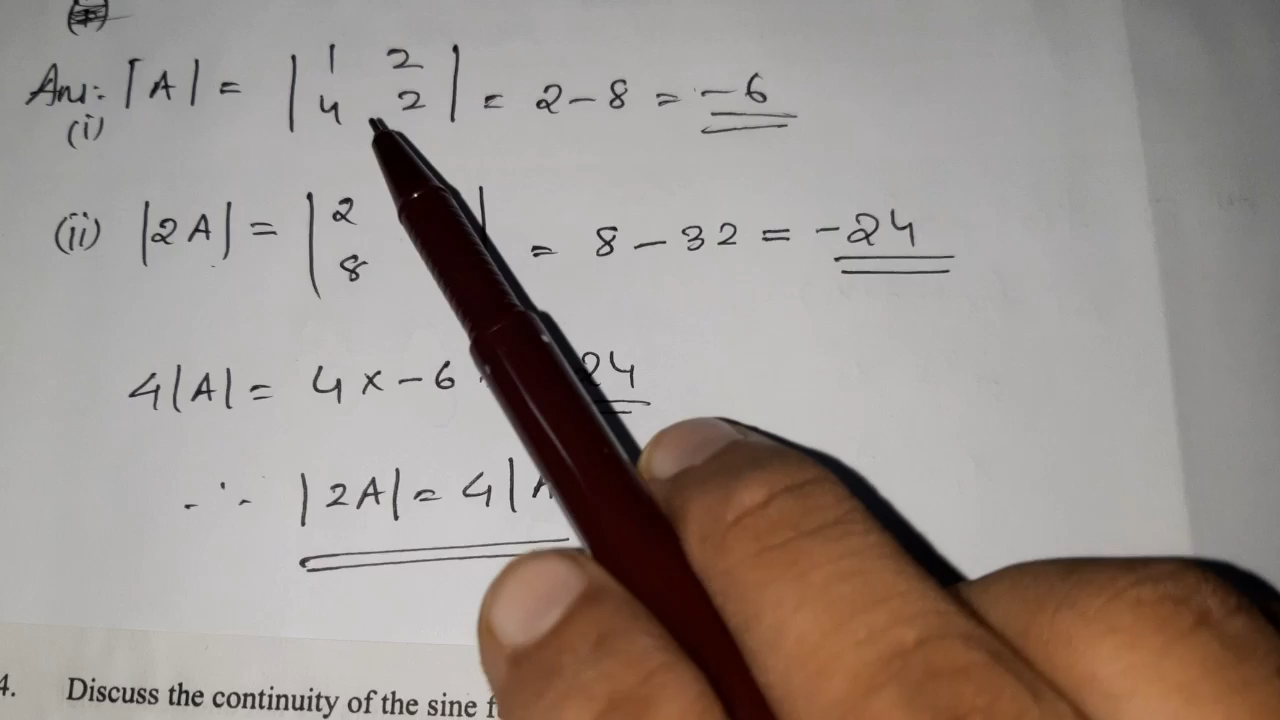 Ans: |A| = | 1 2 | = 2 - 8 = -6
(i) | 4 2 |
(ii) |2A| = | 2 | = 8 - 32 = -24
| 8
4|A| = 4 x - 6 24
∴ |2A| = 4|A
4. Discuss the continuity of the sine f